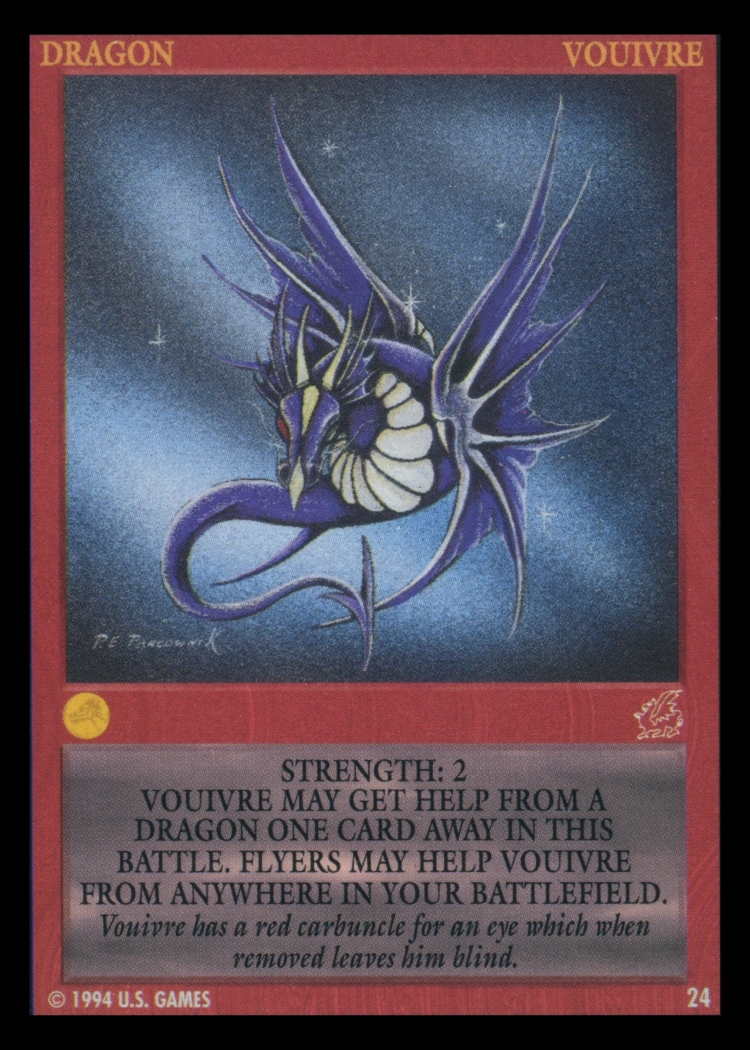 DRAGON VOUIVRE
P.E. PRACOWNIK
STRENGTH: 2
VOUIVRE MAY GET HELP FROM A
DRAGON ONE CARD AWAY IN THIS
BATTLE. FLYERS MAY HELP VOUIVRE
FROM ANYWHERE IN YOUR BATTLEFIELD.
Vouivre has a red carbuncle for an eye which when
removed leaves him blind.
© 1994 U.S. GAMES 24